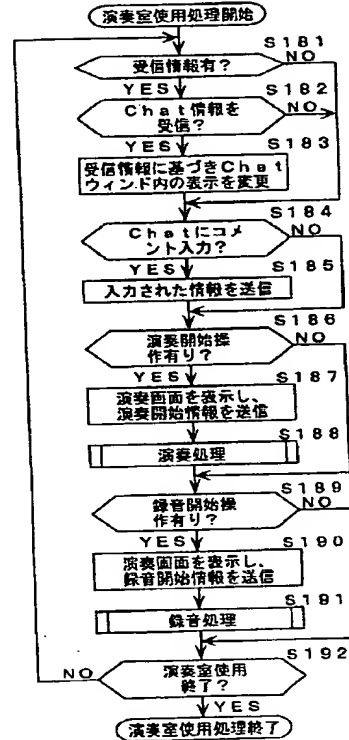 演奏室使用処理開始
S181
受信情報有?
NO
YES
S182
Chat情報を
受信?
NO
YES
S183
受信情報に基づきChat
ウィンド内の表示を変更
S184
Chatにコメ
ント入力?
NO
YES
S185
入力された情報を送信
S186
演奏開始操
作有り?
NO
YES
S187
演奏画面を表示し、
演奏開始情報を送信
S188
演奏処理
S189
録音開始操
作有り?
NO
YES
S190
演奏画面を表示し、
録音開始情報を送信
S191
録音処理
S192
NO
演奏室使用
終了?
YES
演奏室使用処理終了